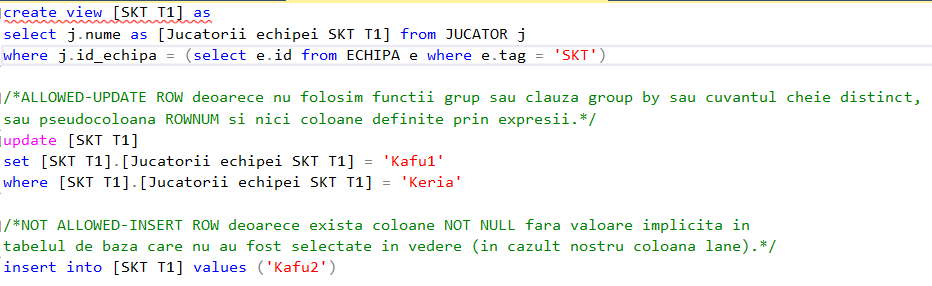 create view [SKT T1] as
select j.nume as [Jucatorii echipei SKT T1] from JUCATOR j
where j.id_echipa = (select e.id from ECHIPA e where e.tag = 'SKT')
/*ALLOWED-UPDATE ROW deoarece nu folosim functii grup sau clauza group by sau cuvantul cheie distinct,
sau pseudocoloana ROWNUM si nici coloane definite prin expresii.*/
update [SKT T1]
set [SKT T1].[Jucatorii echipei SKT T1] = 'Kafu1'
where [SKT T1].[Jucatorii echipei SKT T1] = 'Keria'
/*NOT ALLOWED-INSERT ROW deoarece exista coloane NOT NULL fara valoare implicita in
tabelul de baza care nu au fost selectate in vedere (in cazult nostru coloana lane).*/
insert into [SKT T1] values ('Kafu2')